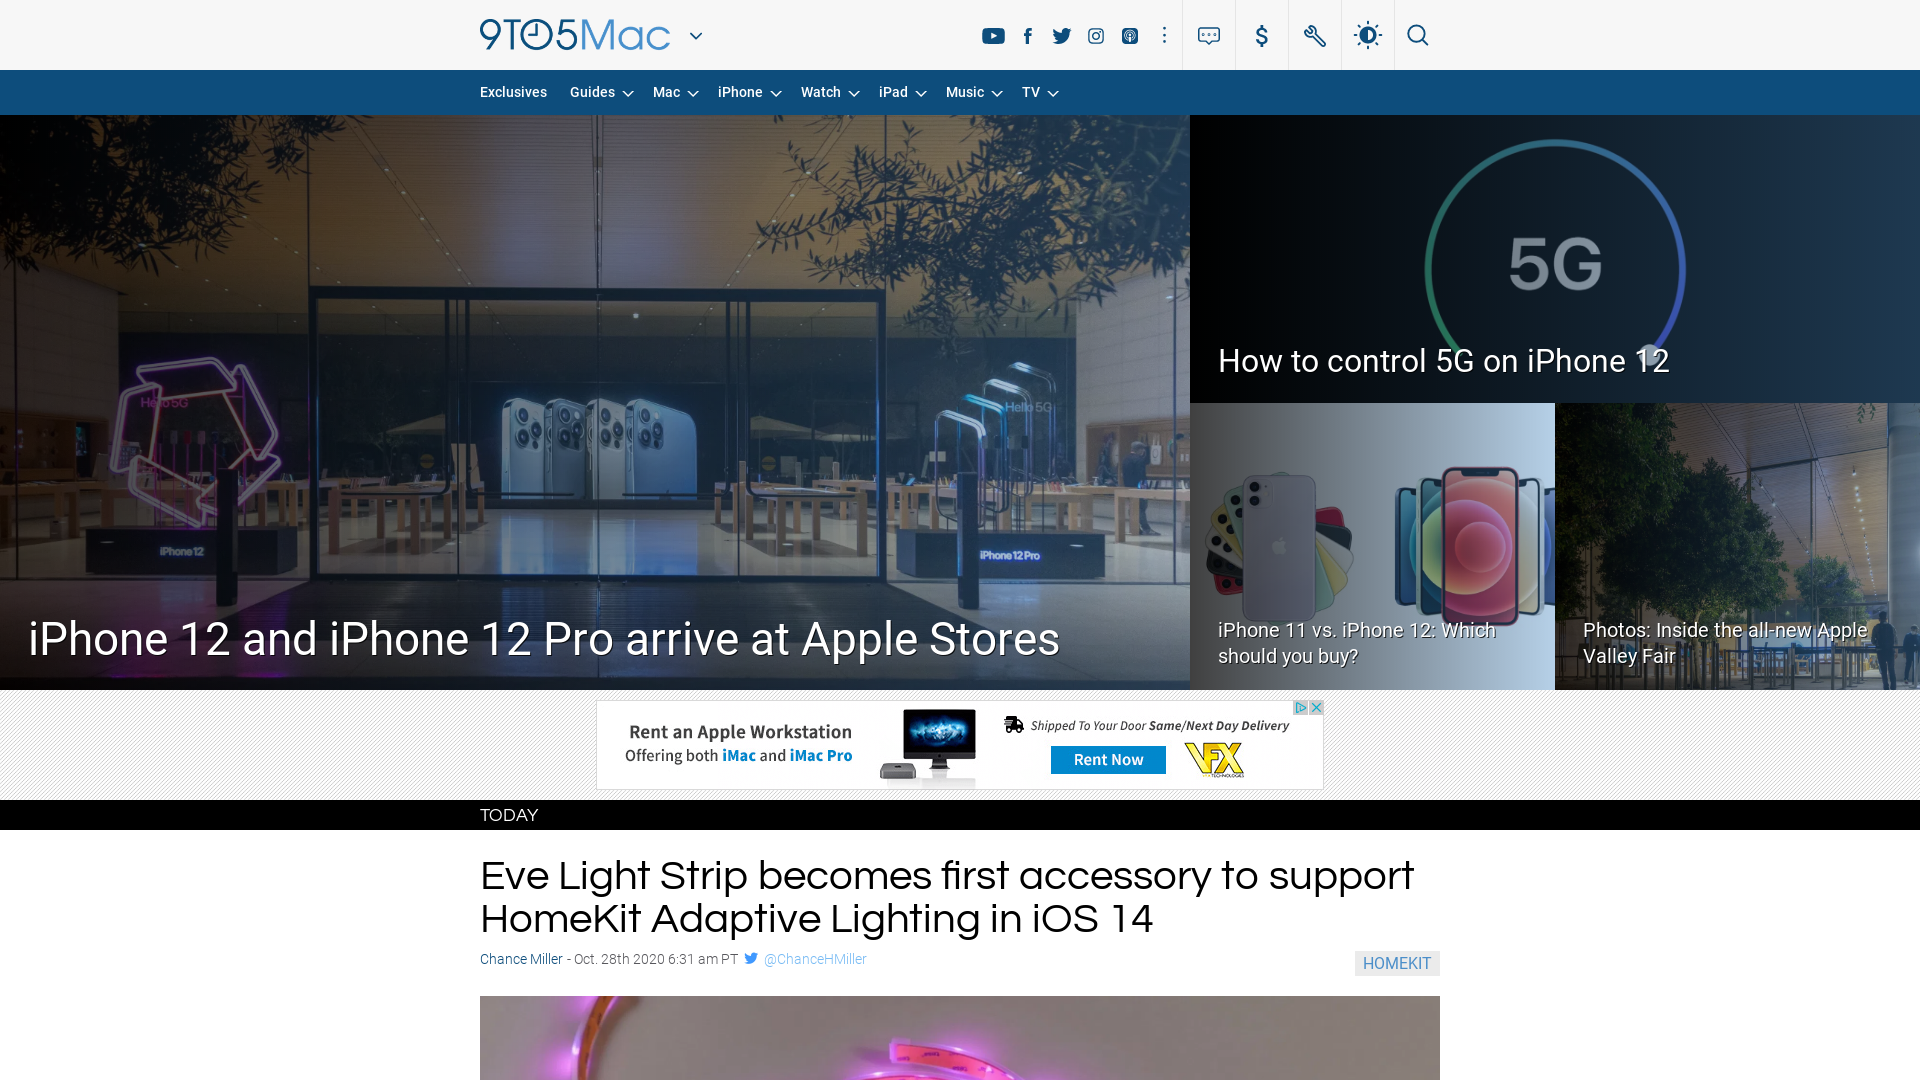 9TO5Mac
Exclusives Guides Mac iPhone Watch iPad Music TV
Hello 5G
Hello 5G
iPhone 12
iPhone 12 Pro
iPhone 12 and iPhone 12 Pro arrive at Apple Stores
5G
How to control 5G on iPhone 12
iPhone 11 vs. iPhone 12: Which
should you buy?
Photos: Inside the all-new Apple
Valley Fair
Rent an Apple Workstation
Offering both iMac and iMac Pro
Shipped To Your Door Same/Next Day Delivery
Rent Now
VFX
TECHNOLOGIES
TODAY
Eve Light Strip becomes first accessory to support
HomeKit Adaptive Lighting in iOS 14
Chance Miller - Oct. 28th 2020 6:31 am PT @ChanceHMiller
HOMEKIT